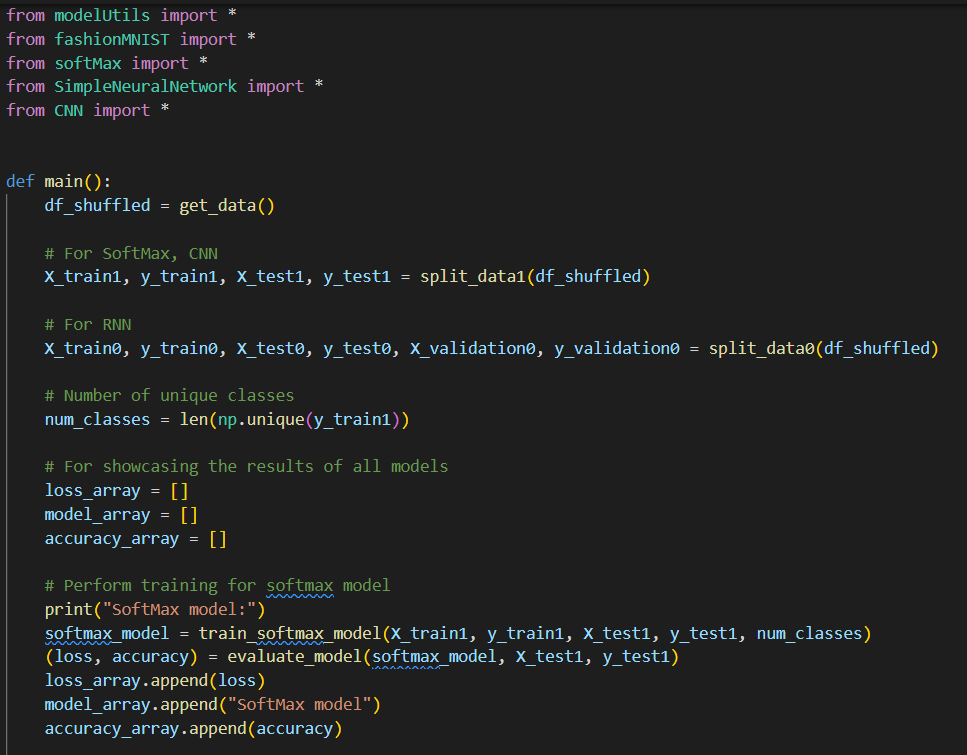 from modelUtils import *
from fashionMNIST import *
from softMax import *
from SimpleNeuralNetwork import *
from CNN import *
def main():
    df_shuffled = get_data()
    # For SoftMax, CNN
    X_train1, y_train1, X_test1, y_test1 = split_data1(df_shuffled)
    # For RNN
    X_train0, y_train0, X_test0, y_test0, X_validation0, y_validation0 = split_data0(df_shuffled)
    # Number of unique classes
    num_classes = len(np.unique(y_train1))
    # For showcasing the results of all models
    loss_array = []
    model_array = []
    accuracy_array = []
    # Perform training for softmax model
    print("SoftMax model:")
    softmax_model = train_softmax_model(X_train1, y_train1, X_test1, y_test1, num_classes)
    (loss, accuracy) = evaluate_model(softmax_model, X_test1, y_test1)
    loss_array.append(loss)
    model_array.append("SoftMax model")
    accuracy_array.append(accuracy)